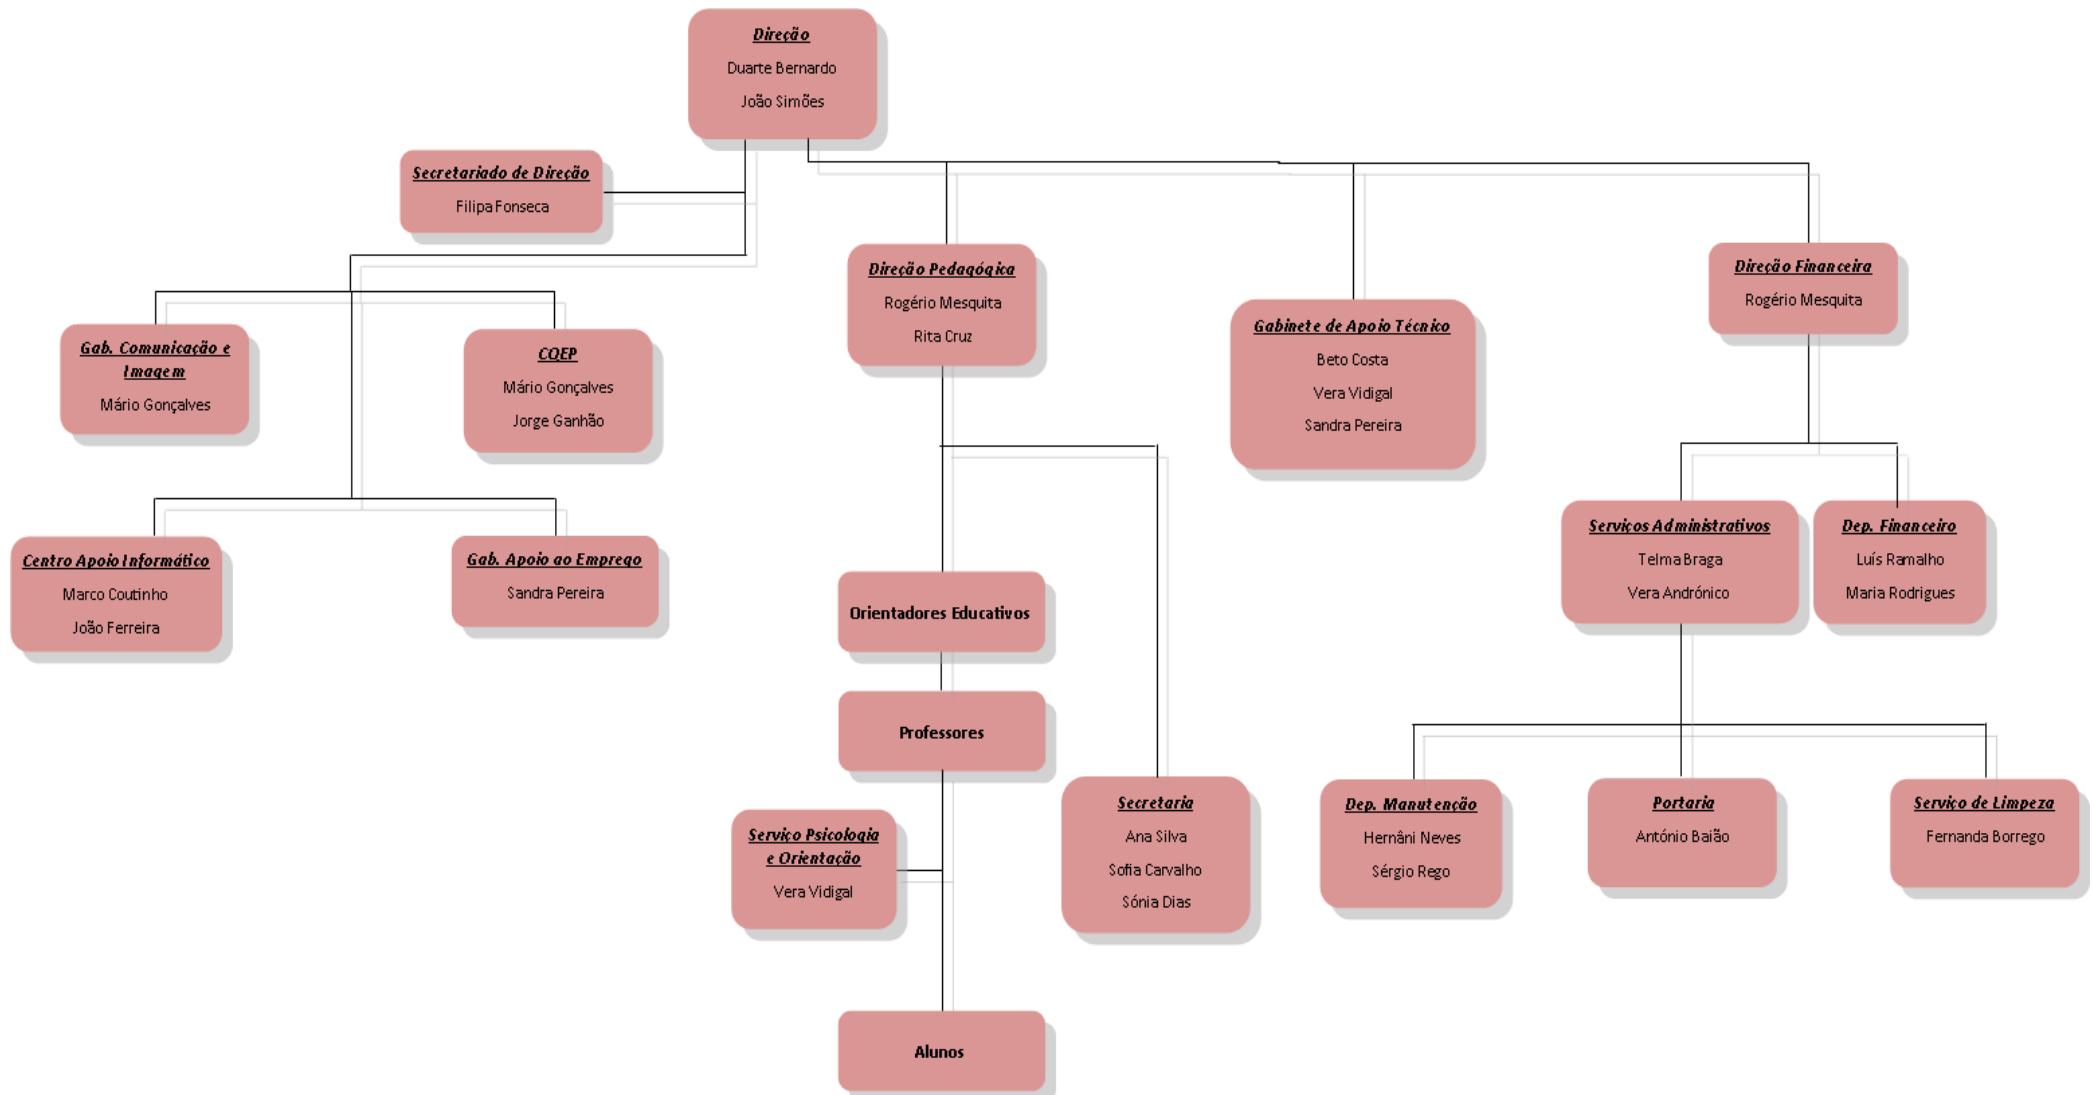 Direção
Duarte Bernardo
João Simões
Secretariado de Direção
Filipa Fonseca
Gab. Comunicação e
Imagem
Mário Gonçalves
CQEP
Mário Gonçalves
Jorge Ganhão
Centro Apoio Informático
Marco Coutinho
João Ferreira
Gab. Apoio ao Emprego
Sandra Pereira
Direção Pedagógica
Rogério Mesquita
Rita Cruz
Gabinete de Apoio Técnico
Beto Costa
Vera Vidigal
Sandra Pereira
Direção Financeira
Rogério Mesquita
Serviços Administrativos
Telma Braga
Vera Andrónico
Dep. Financeiro
Luís Ramalho
Maria Rodrigues
Orientadores Educativos
Professores
Serviço Psicologia
e Orientação
Vera Vidigal
Secretaria
Ana Silva
Sofia Carvalho
Sónia Dias
Dep. Manutenção
Hernâni Neves
Sérgio Rego
Portaria
António Baião
Serviço de Limpeza
Fernanda Borrego
Alunos